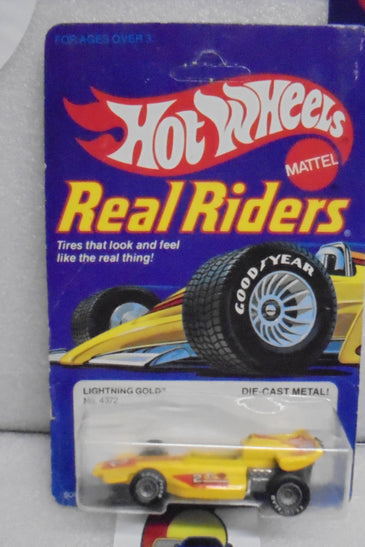 FOR AGES OVER 3
HOT WHEELS
MATTEL
Real Riders®
Tires that look and feel
like the real thing!
GOODYEAR
LIGHTNING GOLD™ DIE-CAST METAL!
No. 4372